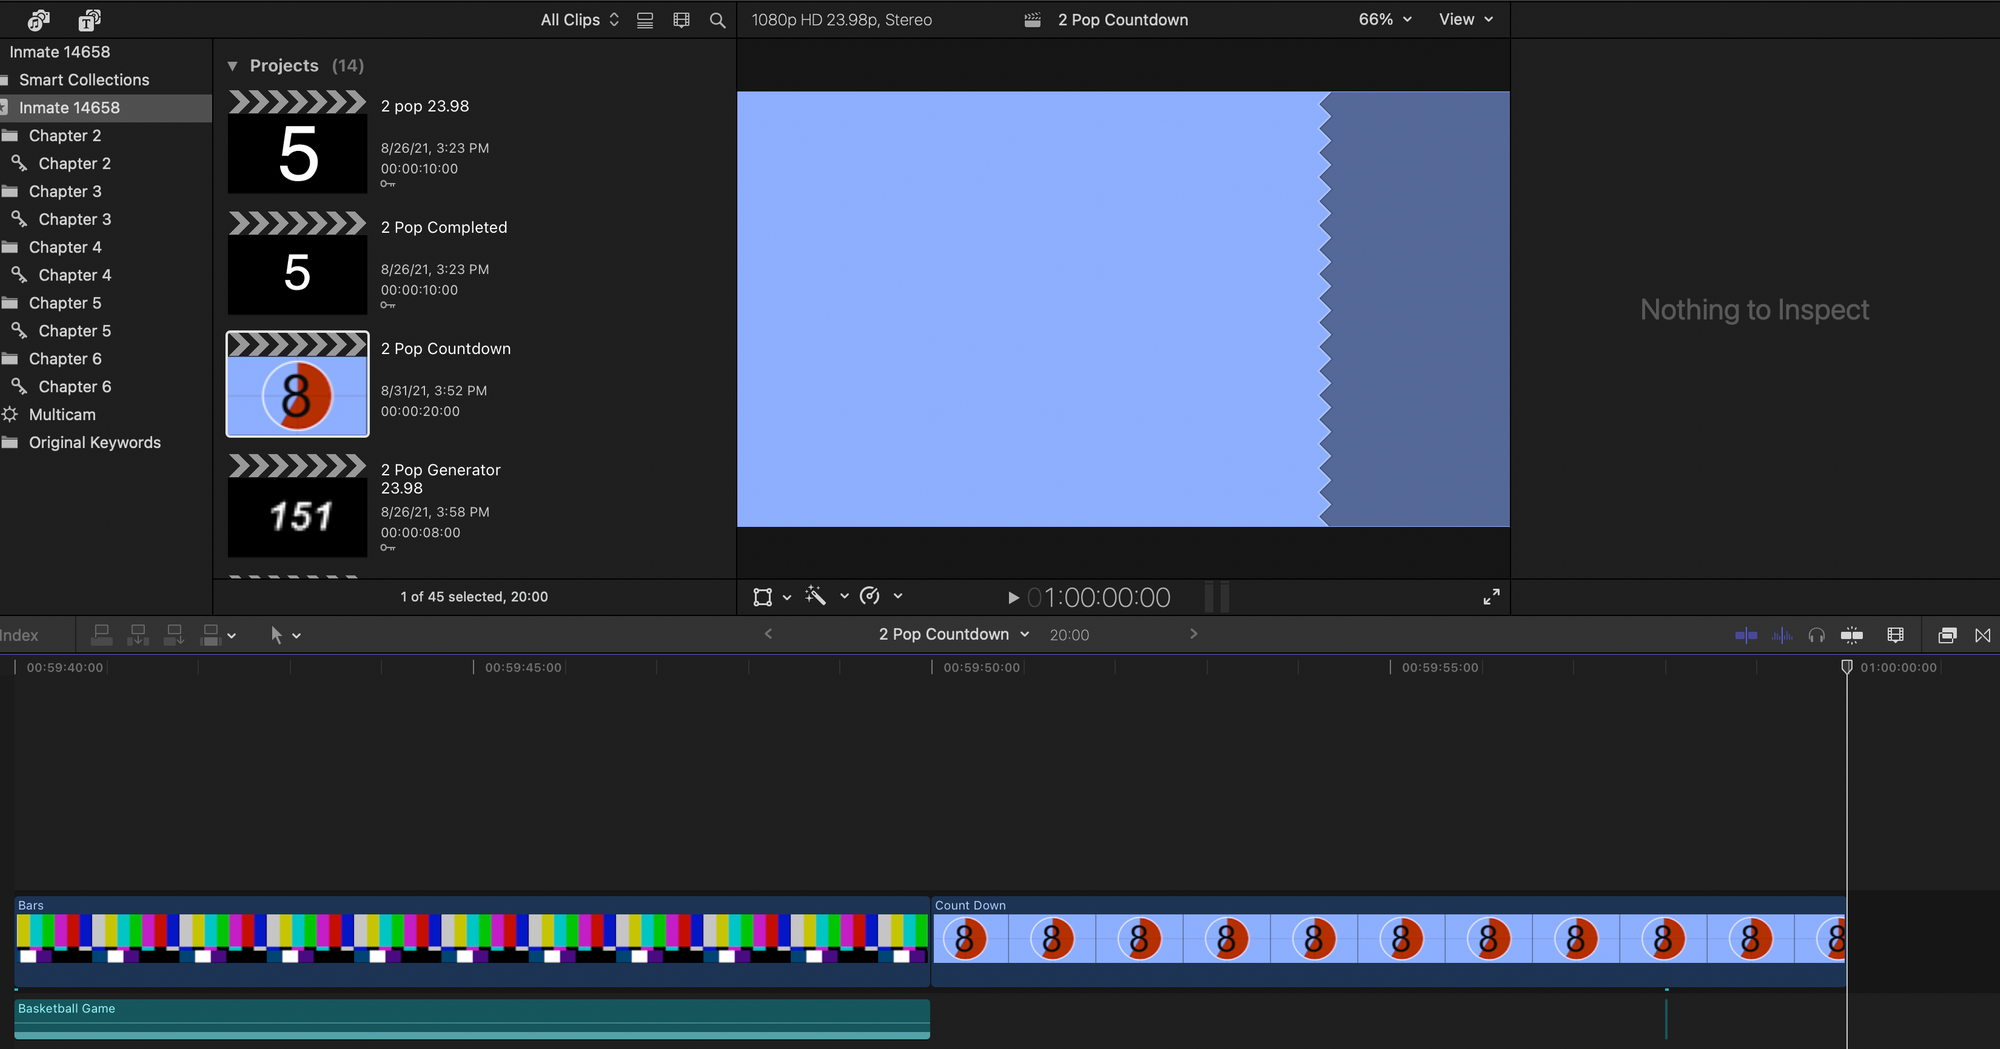 All Clips
1080p HD 23.98p, Stereo
2 Pop Countdown
66%
View
Inmate 14658
Smart Collections
Inmate 14658
Chapter 2
Chapter 2
Chapter 3
Chapter 3
Chapter 4
Chapter 4
Chapter 5
Chapter 5
Chapter 6
Chapter 6
Multicam
Original Keywords
Projects (14)
5
2 pop 23.98
8/26/21, 3:23 PM
00:00:10:00
5
2 Pop Completed
8/26/21, 3:23 PM
00:00:10:00
8
2 Pop Countdown
8/31/21, 3:52 PM
00:00:20:00
151
2 Pop Generator
23.98
8/26/21, 3:58 PM
00:00:08:00
1 of 45 selected, 20:00
01:00:00:00
Nothing to Inspect
Index
2 Pop Countdown
20:00
00:59:40:00
00:59:45:00
00:59:50:00
00:59:55:00
01:00:00:00
Bars
Count Down
8 8 8 8 8 8 8 8 8 8 8
Basketball Game